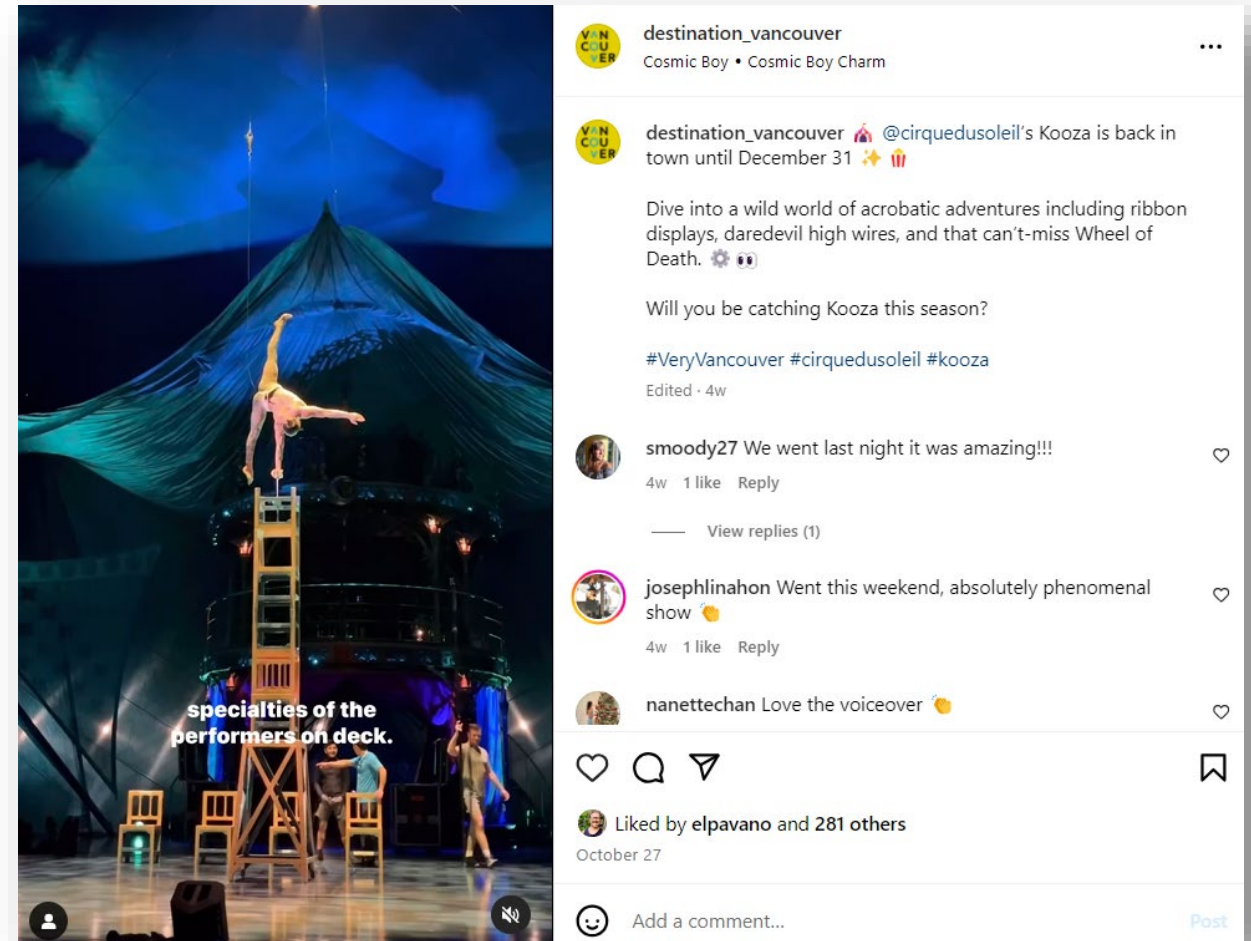 specialties of the
performers on deck.
VAN
COU
VER
destination_vancouver
Cosmic Boy • Cosmic Boy Charm
VAN
COU
VER
destination_vancouver 🎪 @cirquedusoleil's Kooza is back in
town until December 31 ✨ 🍿
Dive into a wild world of acrobatic adventures including ribbon
displays, daredevil high wires, and that can't-miss Wheel of
Death. ⚙️ 👀
Will you be catching Kooza this season?
#VeryVancouver #cirquedusoleil #kooza
Edited · 4w
smoody27 We went last night it was amazing!!!
4w 1 like Reply
View replies (1)
josephlinahon Went this weekend, absolutely phenomenal
show 👏
4w 1 like Reply
nanettechan Love the voiceover 👏
Liked by elpavano and 281 others
October 27
Add a comment...
Post